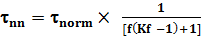 τnn = τnorm × 1/[f(Kf −1)+1]